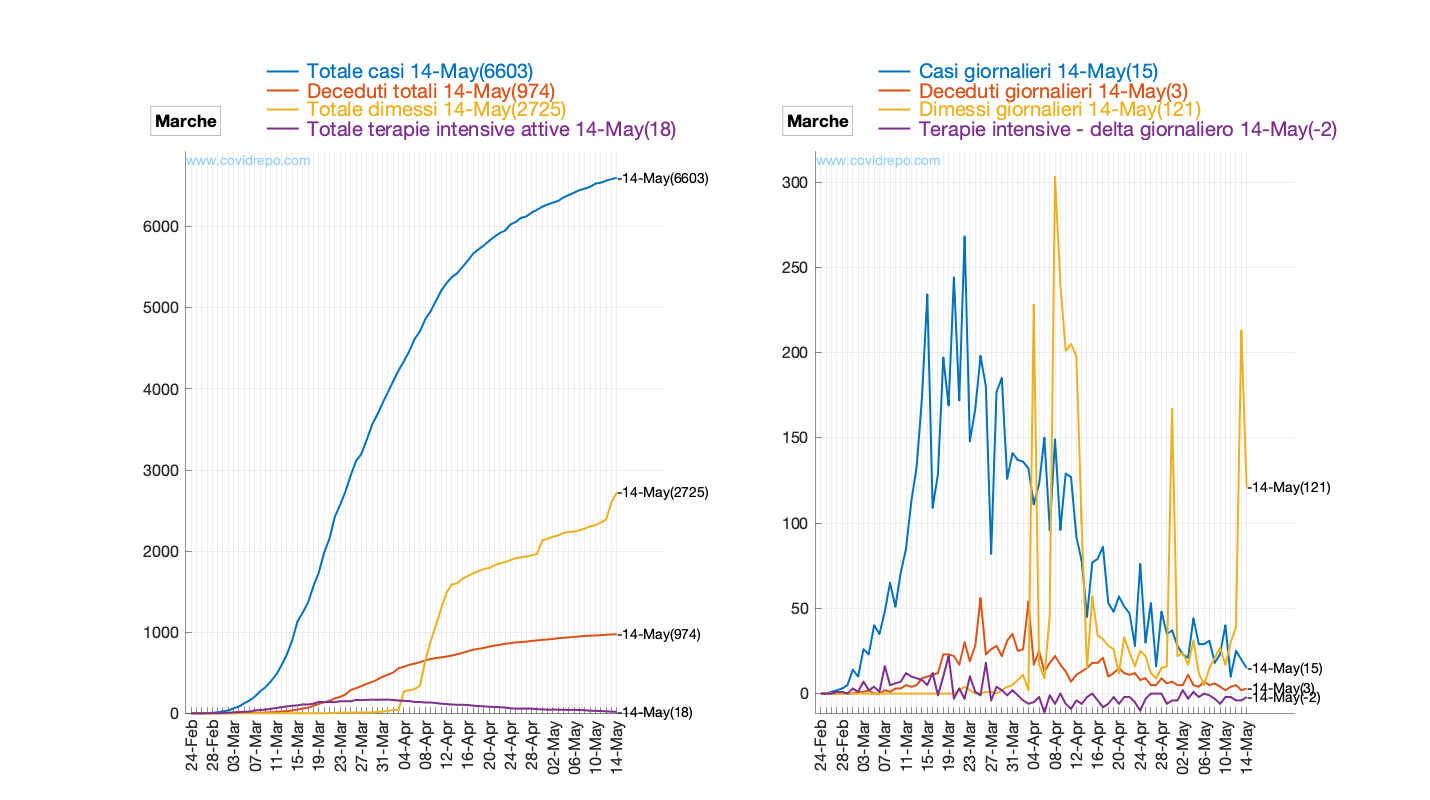 Totale casi 14-May(6603)
Deceduti totali 14-May(974)
Totale dimessi 14-May(2725)
Totale terapie intensive attive 14-May(18)
Marche
www.covidrepo.com
6000
5000
4000
3000
2000
1000
0
14-May(6603)
14-May(2725)
14-May(974)
14-May(18)
24-Feb
28-Feb
03-Mar
07-Mar
11-Mar
15-Mar
19-Mar
23-Mar
27-Mar
31-Mar
04-Apr
08-Apr
12-Apr
16-Apr
20-Apr
24-Apr
28-Apr
02-May
06-May
10-May
14-May
Casi giornalieri 14-May(15)
Deceduti giornalieri 14-May(3)
Dimessi giornalieri 14-May(121)
Terapie intensive - delta giornaliero 14-May(-2)
Marche
www.covidrepo.com
300
250
200
150
100
50
0
14-May(121)
14-May(15)
14-May(3)
14-May(-2)
24-Feb
28-Feb
03-Mar
07-Mar
11-Mar
15-Mar
19-Mar
23-Mar
27-Mar
31-Mar
04-Apr
08-Apr
12-Apr
16-Apr
20-Apr
24-Apr
28-Apr
02-May
06-May
10-May
14-May